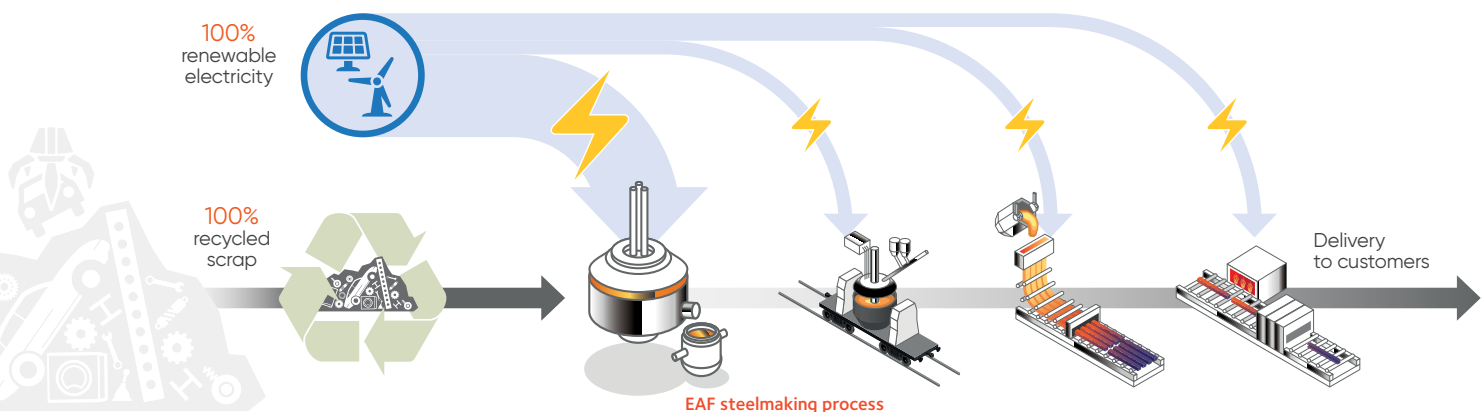 100%
renewable
electricity
100%
recycled
scrap
Delivery
to customers
EAF steelmaking process